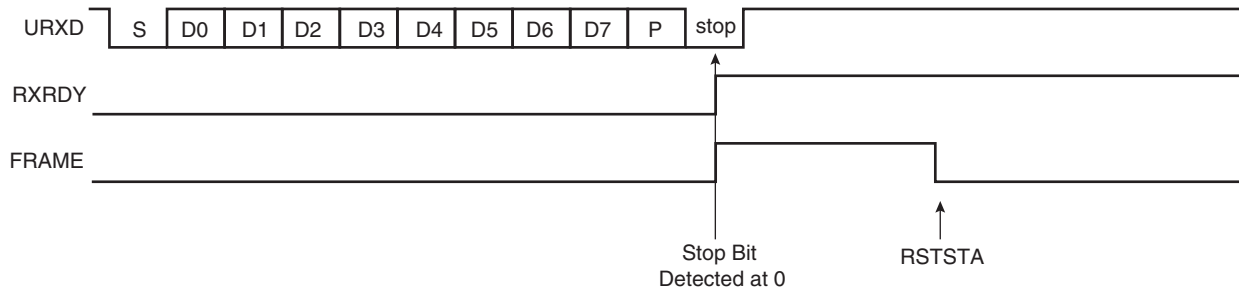 URXD S D0 D1 D2 D3 D4 D5 D6 D7 P stop
RXRDY
FRAME
Stop Bit
Detected at 0
RSTSTA